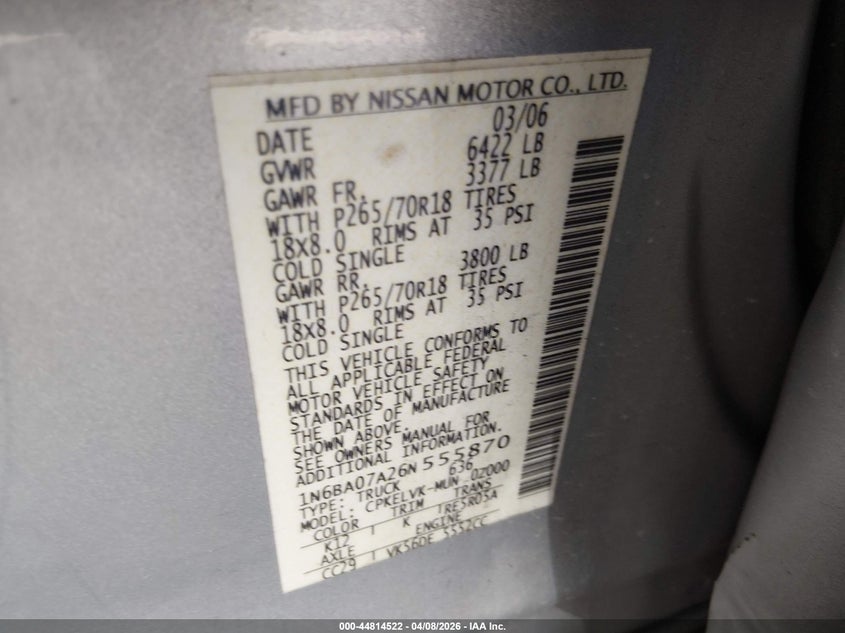 MFD BY NISSAN MOTOR CO., LTD.
DATE 03/06
GVWR 6422 LB
GAWR FR. 3377 LB
WITH P265/70R18 TIRES
18X8.0 RIMS AT 35 PSI
COLD SINGLE
GAWR RR. 3800 LB
WITH P265/70R18 TIRES
18X8.0 RIMS AT 35 PSI
COLD SINGLE
THIS VEHICLE CONFORMS TO
ALL APPLICABLE FEDERAL
MOTOR VEHICLE SAFETY
STANDARDS IN EFFECT ON
THE DATE OF MANUFACTURE
SHOWN ABOVE.
SEE OWNERS MANUAL FOR
ADDITIONAL INFORMATION.
1N6BA07A26N555870
TYPE: TRUCK 636
MODEL: CPKELVK-MUN 0Z000
COLOR TRIM TRANS
K12 K RE5R05A
AXLE ENGINE
CC29 VK56DE 5552CC
000-44814522 - 04/08/2026 - IAA Inc.